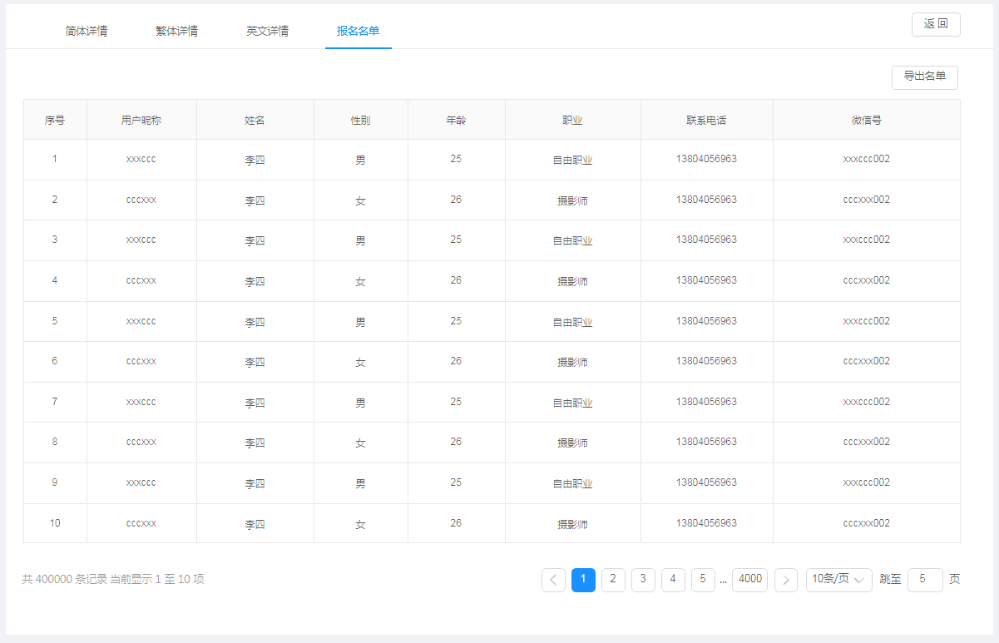 简体详情 繁体详情 英文详情 报名名单 返 回
导出名单
序号 用户昵称 姓名 性别 年龄 职业 联系电话 微信号
1 xxxccc 李四 男 25 自由职业 13804056963 xxxccc002
2 cccxxx 李四 女 26 摄影师 13804056963 cccxxx002
3 xxxccc 李四 男 25 自由职业 13804056963 xxxccc002
4 cccxxx 李四 女 26 摄影师 13804056963 cccxxx002
5 xxxccc 李四 男 25 自由职业 13804056963 xxxccc002
6 cccxxx 李四 女 26 摄影师 13804056963 cccxxx002
7 xxxccc 李四 男 25 自由职业 13804056963 xxxccc002
8 cccxxx 李四 女 26 摄影师 13804056963 cccxxx002
9 xxxccc 李四 男 25 自由职业 13804056963 xxxccc002
10 cccxxx 李四 女 26 摄影师 13804056963 cccxxx002
共 400000 条记录 当前显示 1 至 10 项 1 2 3 4 5 ... 4000 10条/页 跳至 5 页